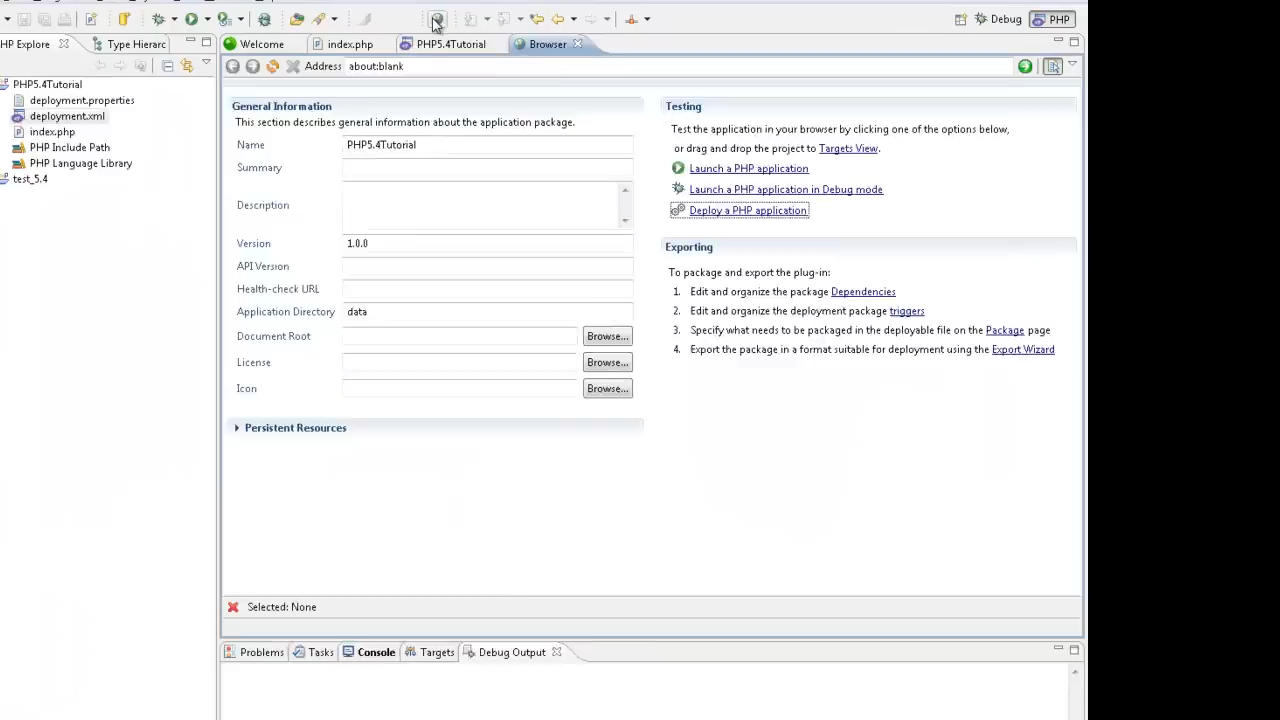 Debug
PHP
HP Explore
Type Hierarc
Welcome
index.php
PHP5.4Tutorial
Browser
Address about:blank
PHP5.4Tutorial
deployment.properties
deployment.xml
index.php
PHP Include Path
PHP Language Library
test_5.4
General Information
This section describes general information about the application package.
Name PHP5.4Tutorial
Summary
Description
Version 1.0.0
API Version
Health-check URL
Application Directory data
Document Root Browse...
License Browse...
Icon Browse...
Persistent Resources
Testing
Test the application in your browser by clicking one of the options below,
or drag and drop the project to Targets View.
Launch a PHP application
Launch a PHP application in Debug mode
Deploy a PHP application
Exporting
To package and export the plug-in:
1. Edit and organize the package Dependencies
2. Edit and organize the deployment package triggers
3. Specify what needs to be packaged in the deployable file on the Package page
4. Export the package in a format suitable for deployment using the Export Wizard
Selected: None
Problems
Tasks
Console
Targets
Debug Output